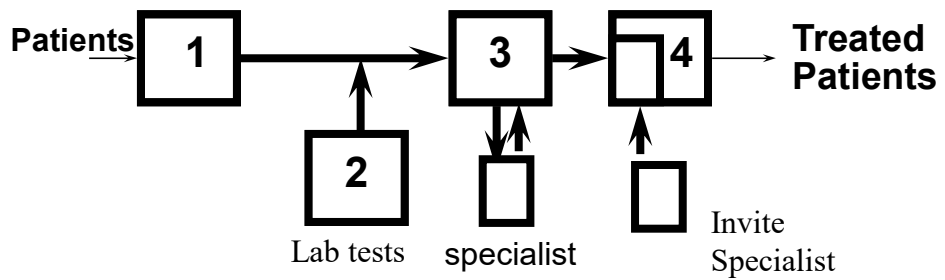 Patients
1
3
4
Treated
Patients
2
Lab tests
specialist
Invite
Specialist